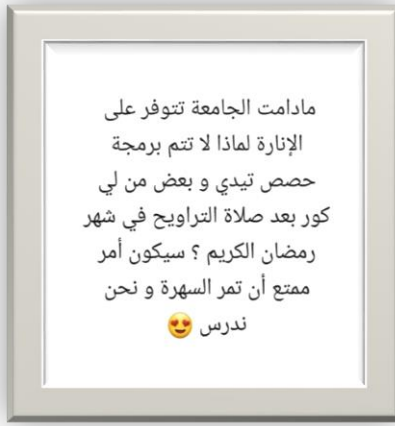 مادامت الجامعة تتوفر على
الإنارة لماذا لا تتم برمجة
حصص تيدي و بعض من لي
كور بعد صلاة التراويح في شهر
رمضان الكريم ؟ سيكون أمر
ممتع أن تمر السهرة و نحن
ندرس 😍